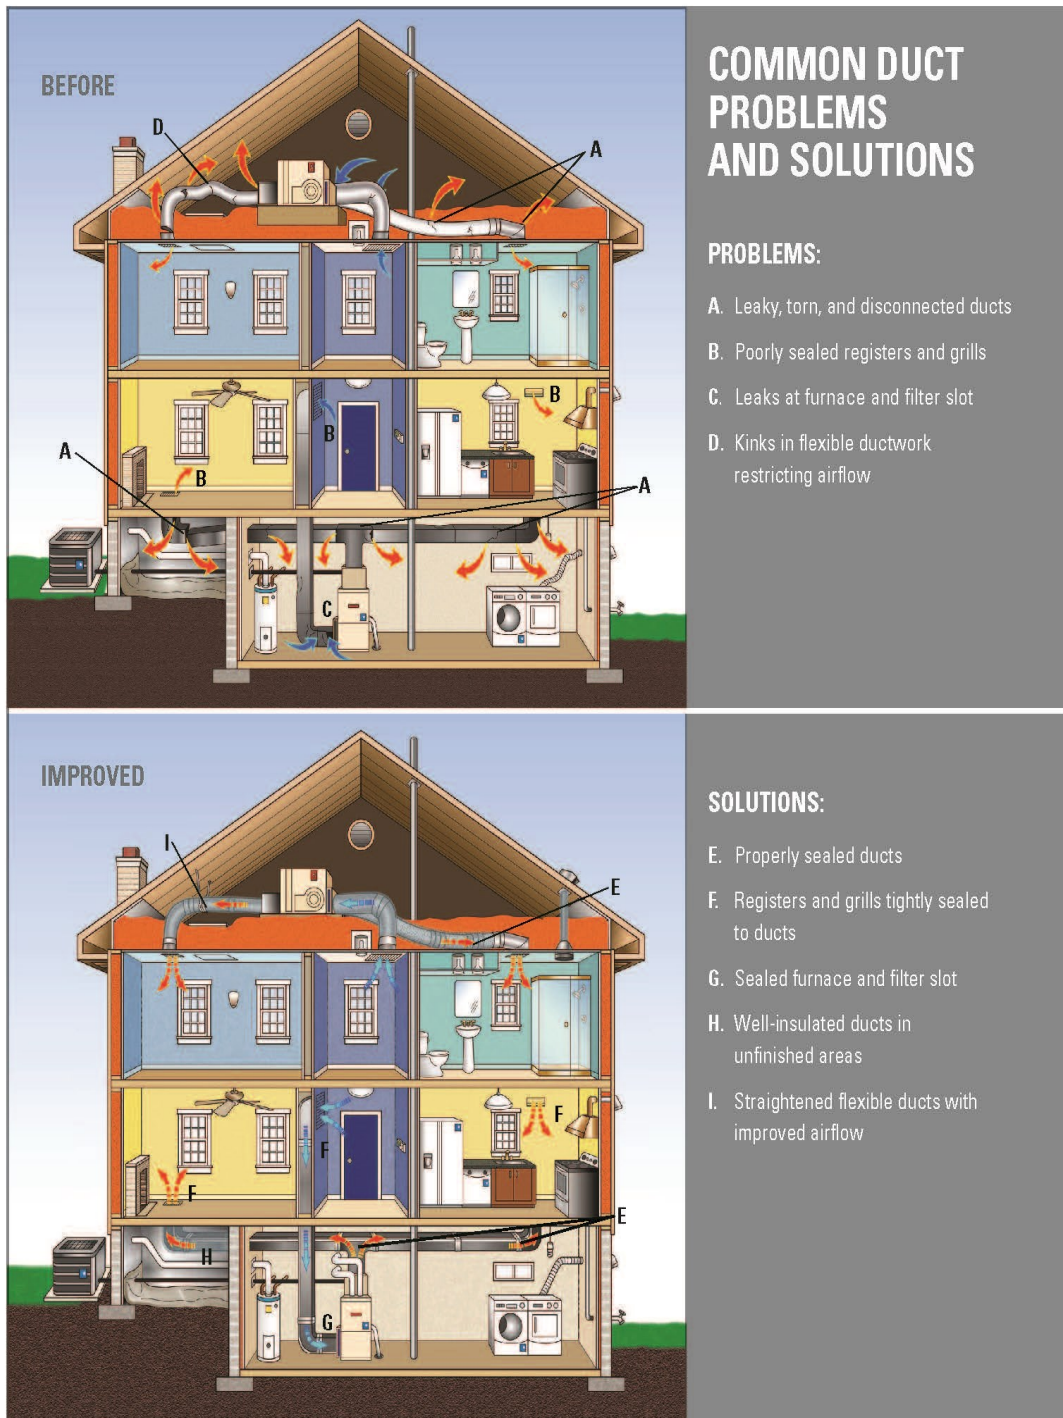 BEFORE
D
A
A
B
B
B
A
C
COMMON DUCT
PROBLEMS
AND SOLUTIONS
PROBLEMS:
A. Leaky, torn, and disconnected ducts
B. Poorly sealed registers and grills
C. Leaks at furnace and filter slot
D. Kinks in flexible ductwork
restricting airflow
IMPROVED
I
E
F
F
F
E
H
G
SOLUTIONS:
E. Properly sealed ducts
F. Registers and grills tightly sealed
to ducts
G. Sealed furnace and filter slot
H. Well-insulated ducts in
unfinished areas
I. Straightened flexible ducts with
improved airflow